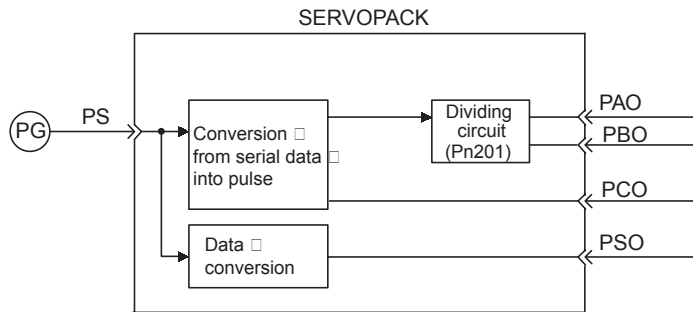 SERVOPACK
PG
PS
Conversion □
from serial data □
into pulse
Dividing
circuit
(Pn201)
PAO
PBO
PCO
Data □
conversion
PSO